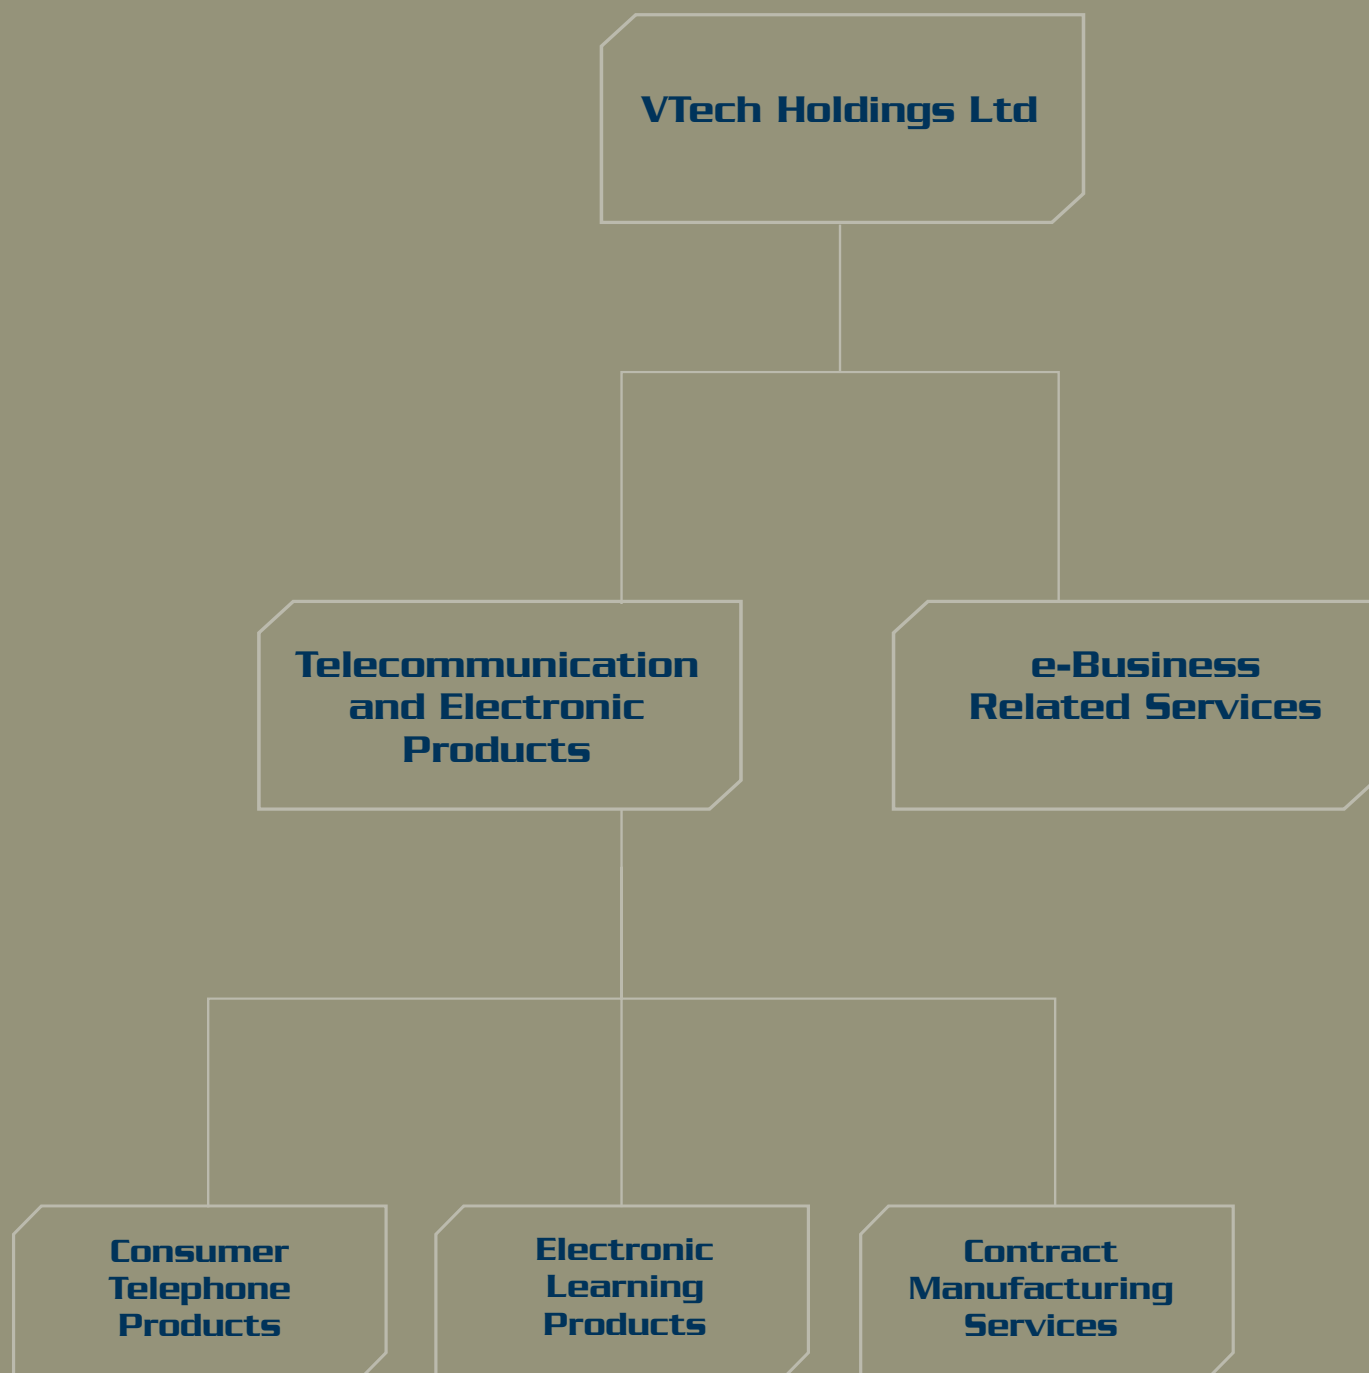 VTech Holdings Ltd
Telecommunication
and Electronic
Products
e-Business
Related Services
Consumer
Telephone
Products
Electronic
Learning
Products
Contract
Manufacturing
Services